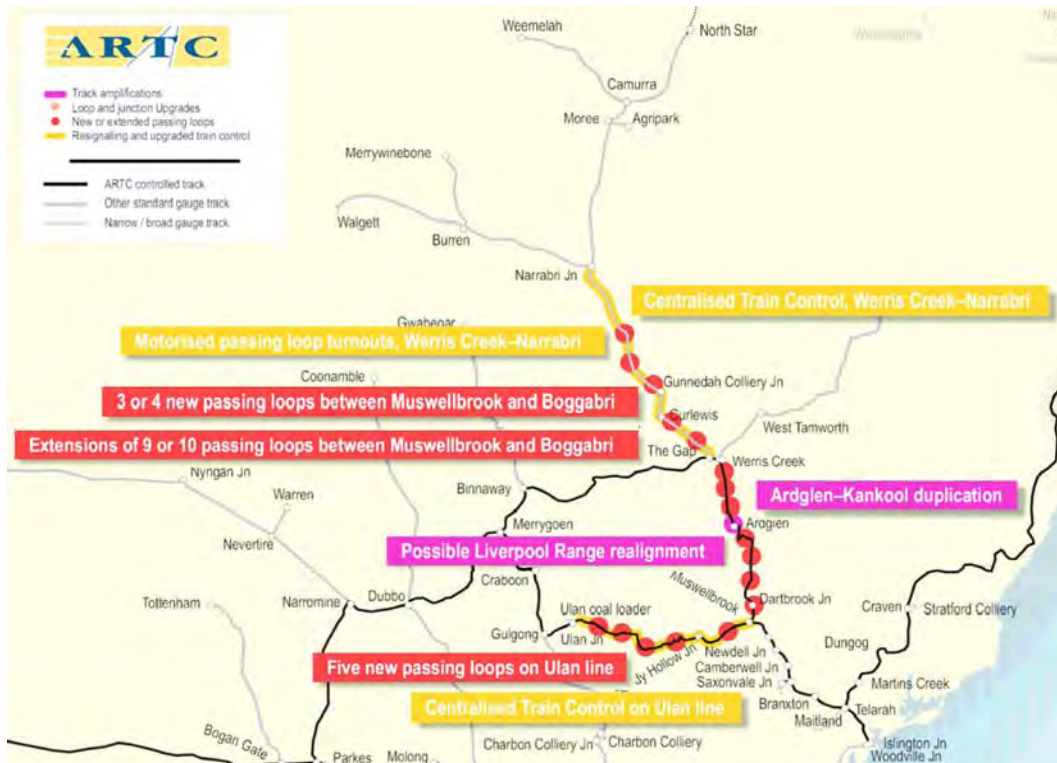 ARTC
Track amplifications
Loop and junction Upgrades
New or extended passing loops
Resignalling and upgraded train control
ARTC controlled track
Other standard gauge track
Narrow / broad gauge track
Weemelah
North Star
Camurra
Moree
Agripark
Merrywinebone
Walgett
Burren
Narrabri Jn
Centralised Train Control, Werris Creek–Narrabri
Gwabegar
Motorised passing loop turnouts, Werris Creek–Narrabri
Coonamble
Gunnedah Colliery Jn
3 or 4 new passing loops between Muswellbrook and Boggabri
Curlewis
West Tamworth
Extensions of 9 or 10 passing loops between Muswellbrook and Boggabri
The Gap
Werris Creek
Nyngan Jn
Binnaway
Ardglen–Kankool duplication
Warren
Merrygoen
Ardglen
Nevertire
Possible Liverpool Range realignment
Craboon
Muswellbrook
Dartbrook Jn
Tottenham
Narromine
Dubbo
Ulan coal loader
Craven
Stratford Colliery
Gulgong
Ulan Jn
Dungog
Five new passing loops on Ulan line
Jy Hollow Jn
Newdell Jn
Camberwell Jn
Saxonvale Jn
Martins Creek
Centralised Train Control on Ulan line
Branxton
Maitland
Telarah
Bogan Gate
Parkes
Molong
Charbon Colliery Jn
Charbon Colliery
Islington Jn
Woodville Jn